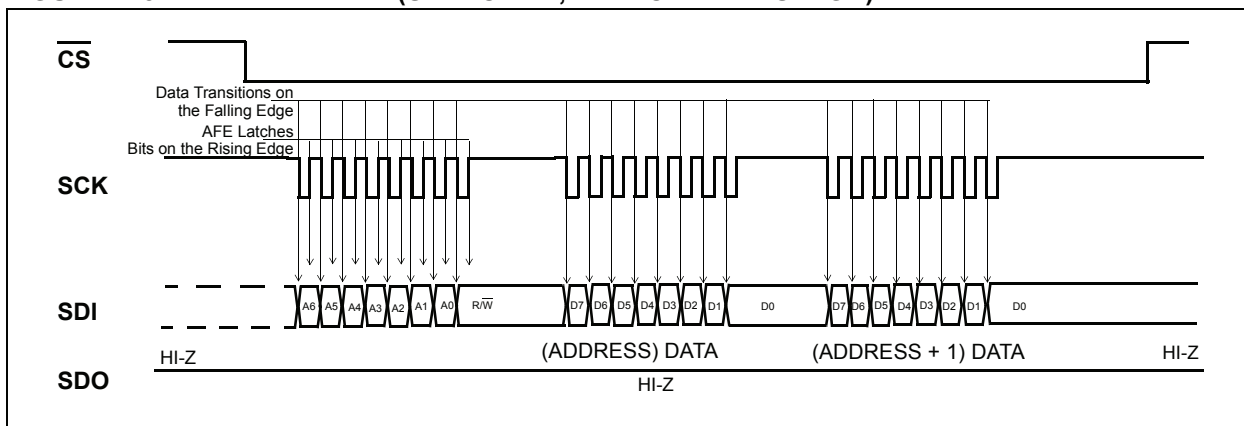 CS
Data Transitions on
the Falling Edge
AFE Latches
Bits on the Rising Edge
SCK
SDI
A6 A5 A4 A3 A2 A1 A0 R/W D7 D6 D5 D4 D3 D2 D1 D0 D7 D6 D5 D4 D3 D2 D1 D0
HI-Z (ADDRESS) DATA (ADDRESS + 1) DATA HI-Z
SDO
HI-Z